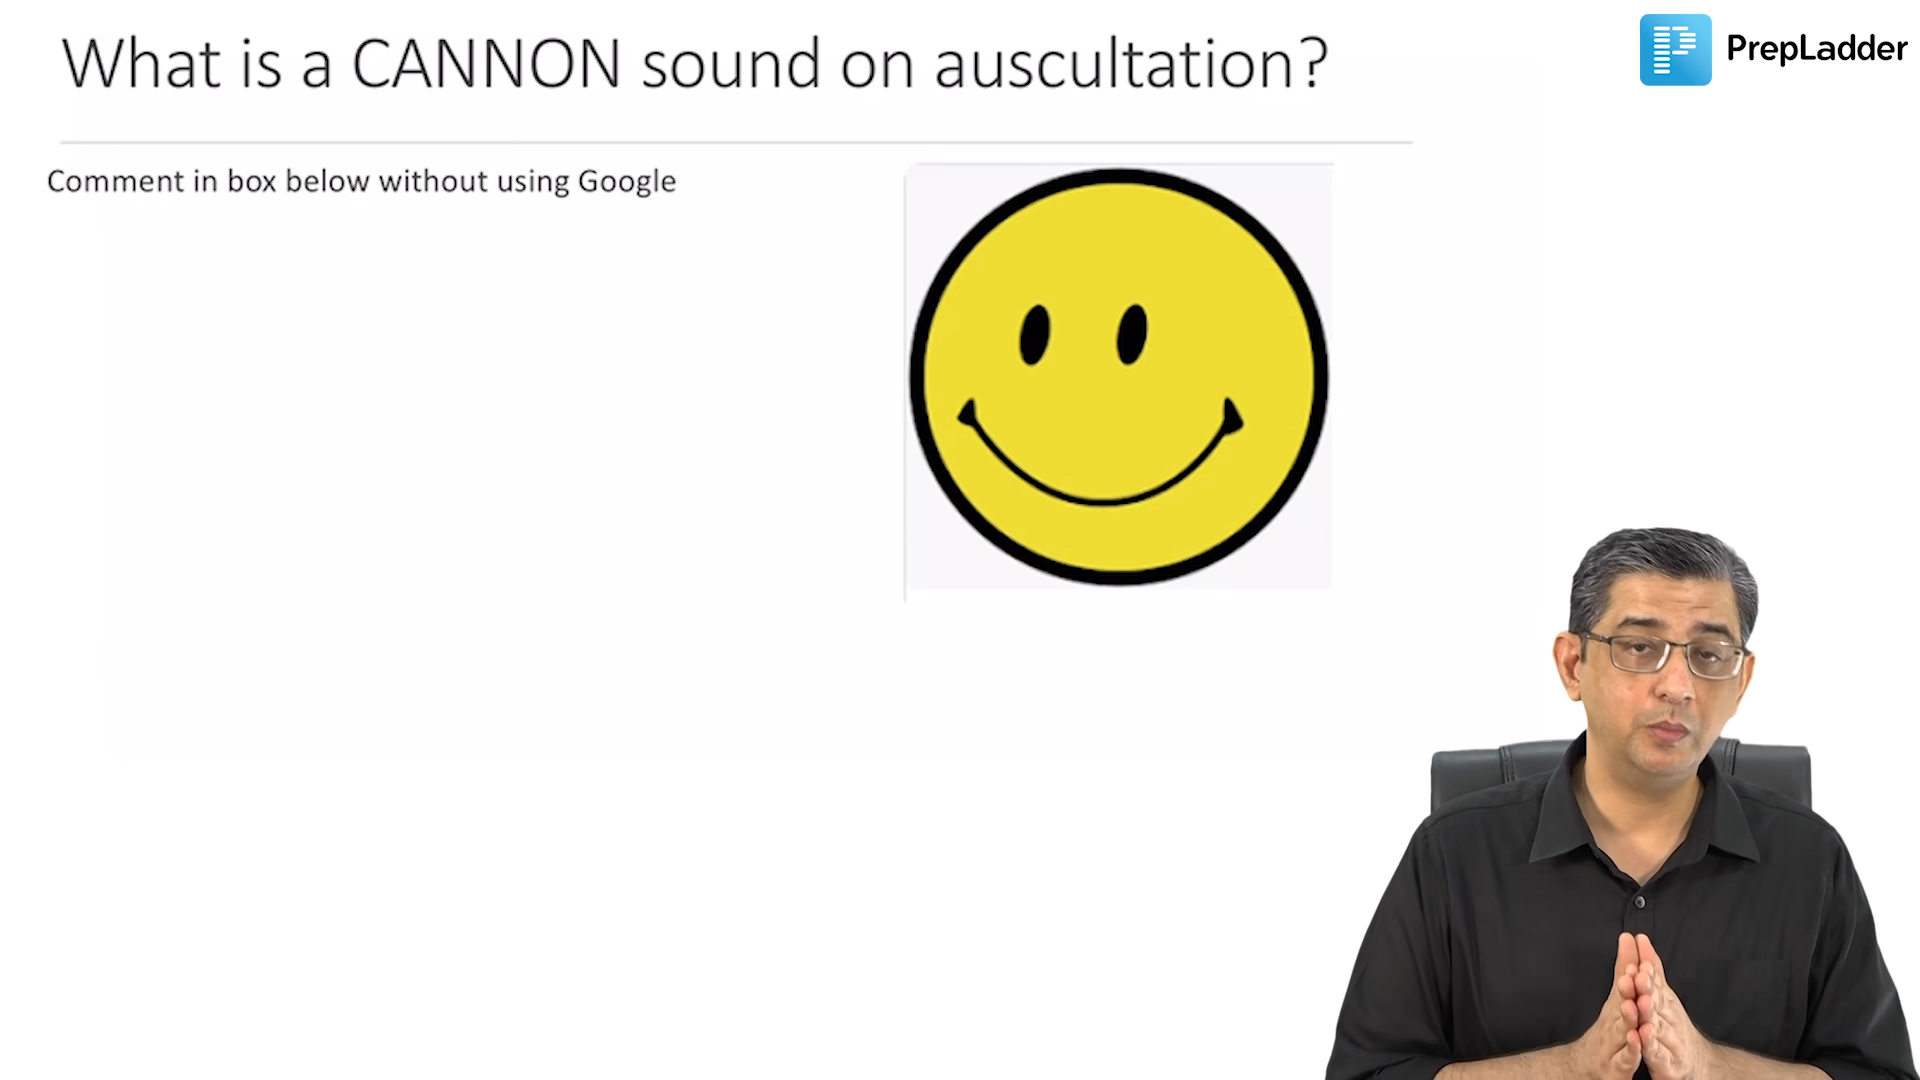 What is a CANNON sound on auscultation?
PrepLadder
Comment in box below without using Google